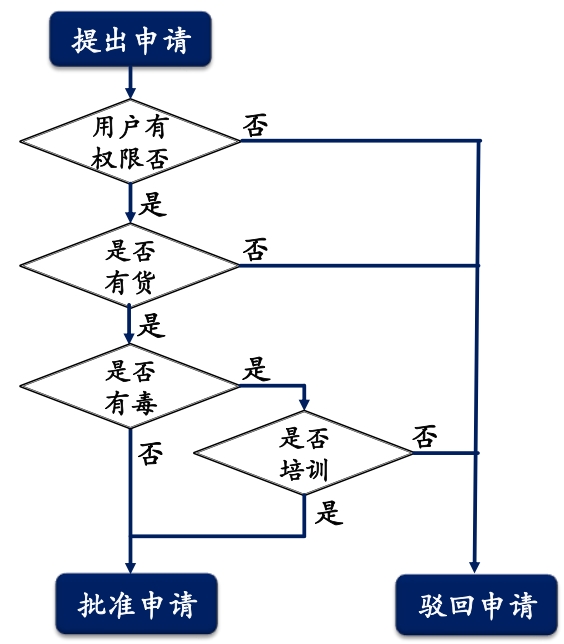 提出申请
用户有
权限否
否
是
是否
有货
否
是
是否
有毒
是
否
是否
培训
否
是
批准申请
驳回申请